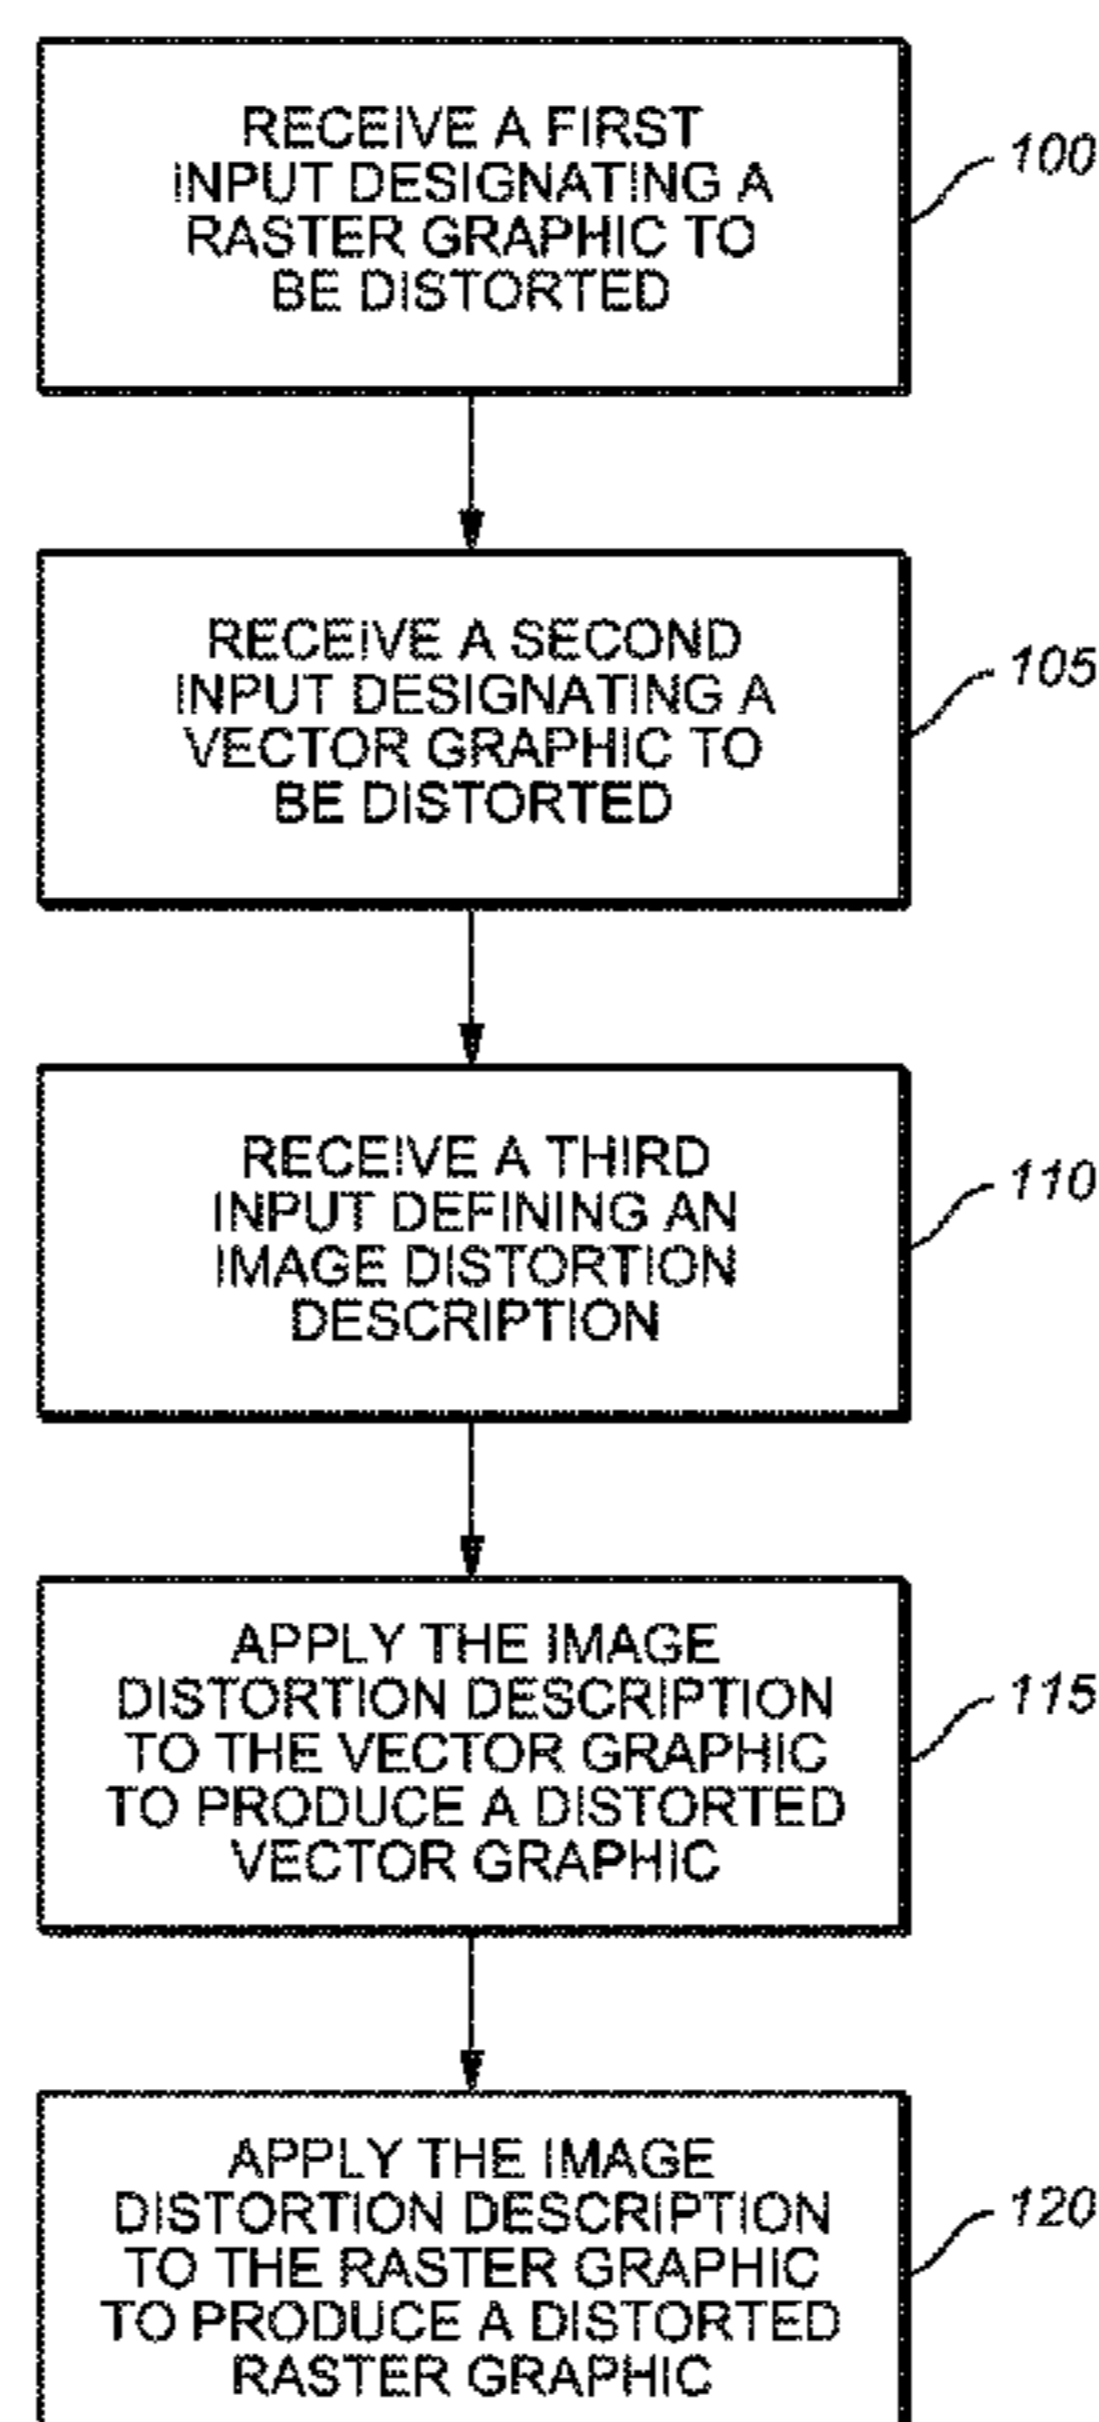 RECEIVE A FIRST
INPUT DESIGNATING A
RASTER GRAPHIC TO
BE DISTORTED
100
RECEIVE A SECOND
INPUT DESIGNATING A
VECTOR GRAPHIC TO
BE DISTORTED
105
RECEIVE A THIRD
INPUT DEFINING AN
IMAGE DISTORTION
DESCRIPTION
110
APPLY THE IMAGE
DISTORTION DESCRIPTION
TO THE VECTOR GRAPHIC
TO PRODUCE A DISTORTED
VECTOR GRAPHIC
115
APPLY THE IMAGE
DISTORTION DESCRIPTION
TO THE RASTER GRAPHIC
TO PRODUCE A DISTORTED
RASTER GRAPHIC
120